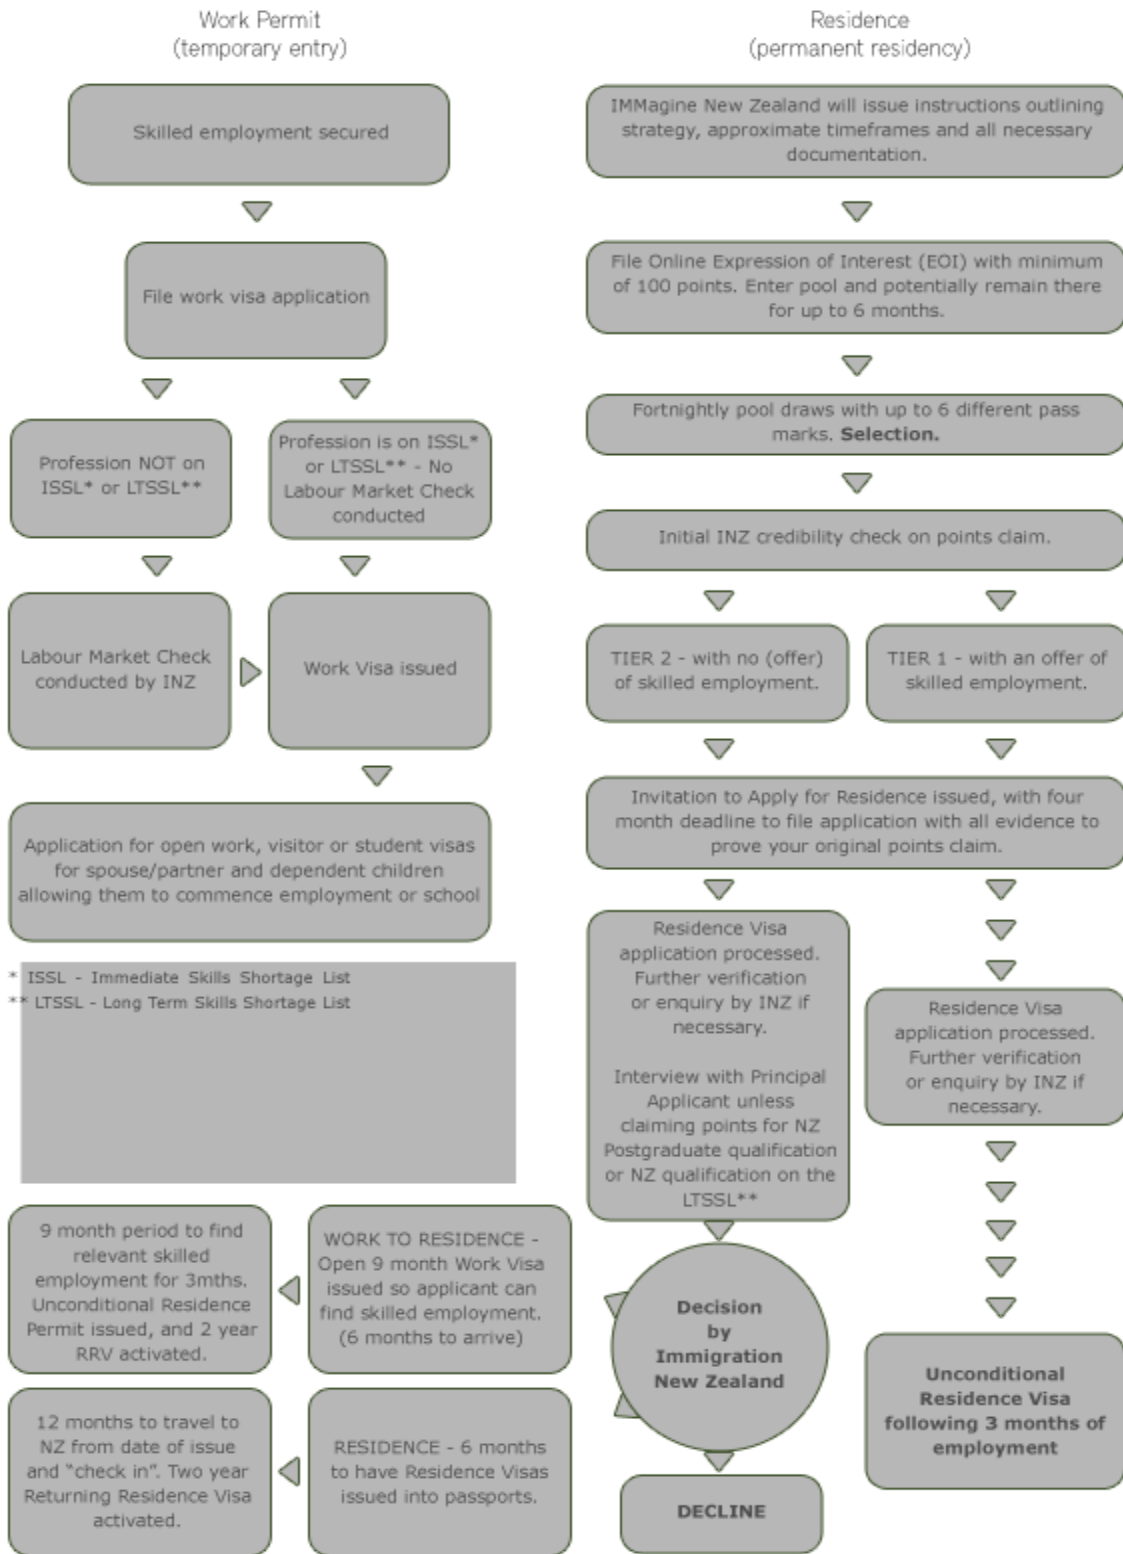 Work Permit
(temporary entry)
Skilled employment secured
File work visa application
Profession NOT on
ISSL* or LTSSL**
Profession is on ISSL*
or LTSSL** - No
Labour Market Check
conducted
Labour Market Check
conducted by INZ
Work Visa issued
Application for open work, visitor or student visas
for spouse/partner and dependent children
allowing them to commence employment or school
* ISSL - Immediate Skills Shortage List
** LTSSL - Long Term Skills Shortage List
Residence
(permanent residency)
IMMagine New Zealand will issue instructions outlining
strategy, approximate timeframes and all necessary
documentation.
File Online Expression of Interest (EOI) with minimum
of 100 points. Enter pool and potentially remain there
for up to 6 months.
Fortnightly pool draws with up to 6 different pass
marks. Selection.
Initial INZ credibility check on points claim.
TIER 2 - with no (offer)
of skilled employment.
TIER 1 - with an offer of
skilled employment.
Invitation to Apply for Residence issued, with four
month deadline to file application with all evidence to
prove your original points claim.
Residence Visa
application processed.
Further verification
or enquiry by INZ if
necessary.
Interview with Principal
Applicant unless
claiming points for NZ
Postgraduate qualification
or NZ qualification on the
LTSSL**
Residence Visa
application processed.
Further verification
or enquiry by INZ if
necessary.
Decision
by
Immigration
New Zealand
Unconditional
Residence Visa
following 3 months of
employment
WORK TO RESIDENCE -
Open 9 month Work Visa
issued so applicant can
find skilled employment.
(6 months to arrive)
9 month period to find
relevant skilled
employment for 3mths.
Unconditional Residence
Permit issued, and 2 year
RRV activated.
RESIDENCE - 6 months
to have Residence Visas
issued into passports.
12 months to travel to
NZ from date of issue
and “check in”. Two year
Returning Residence Visa
activated.
DECLINE